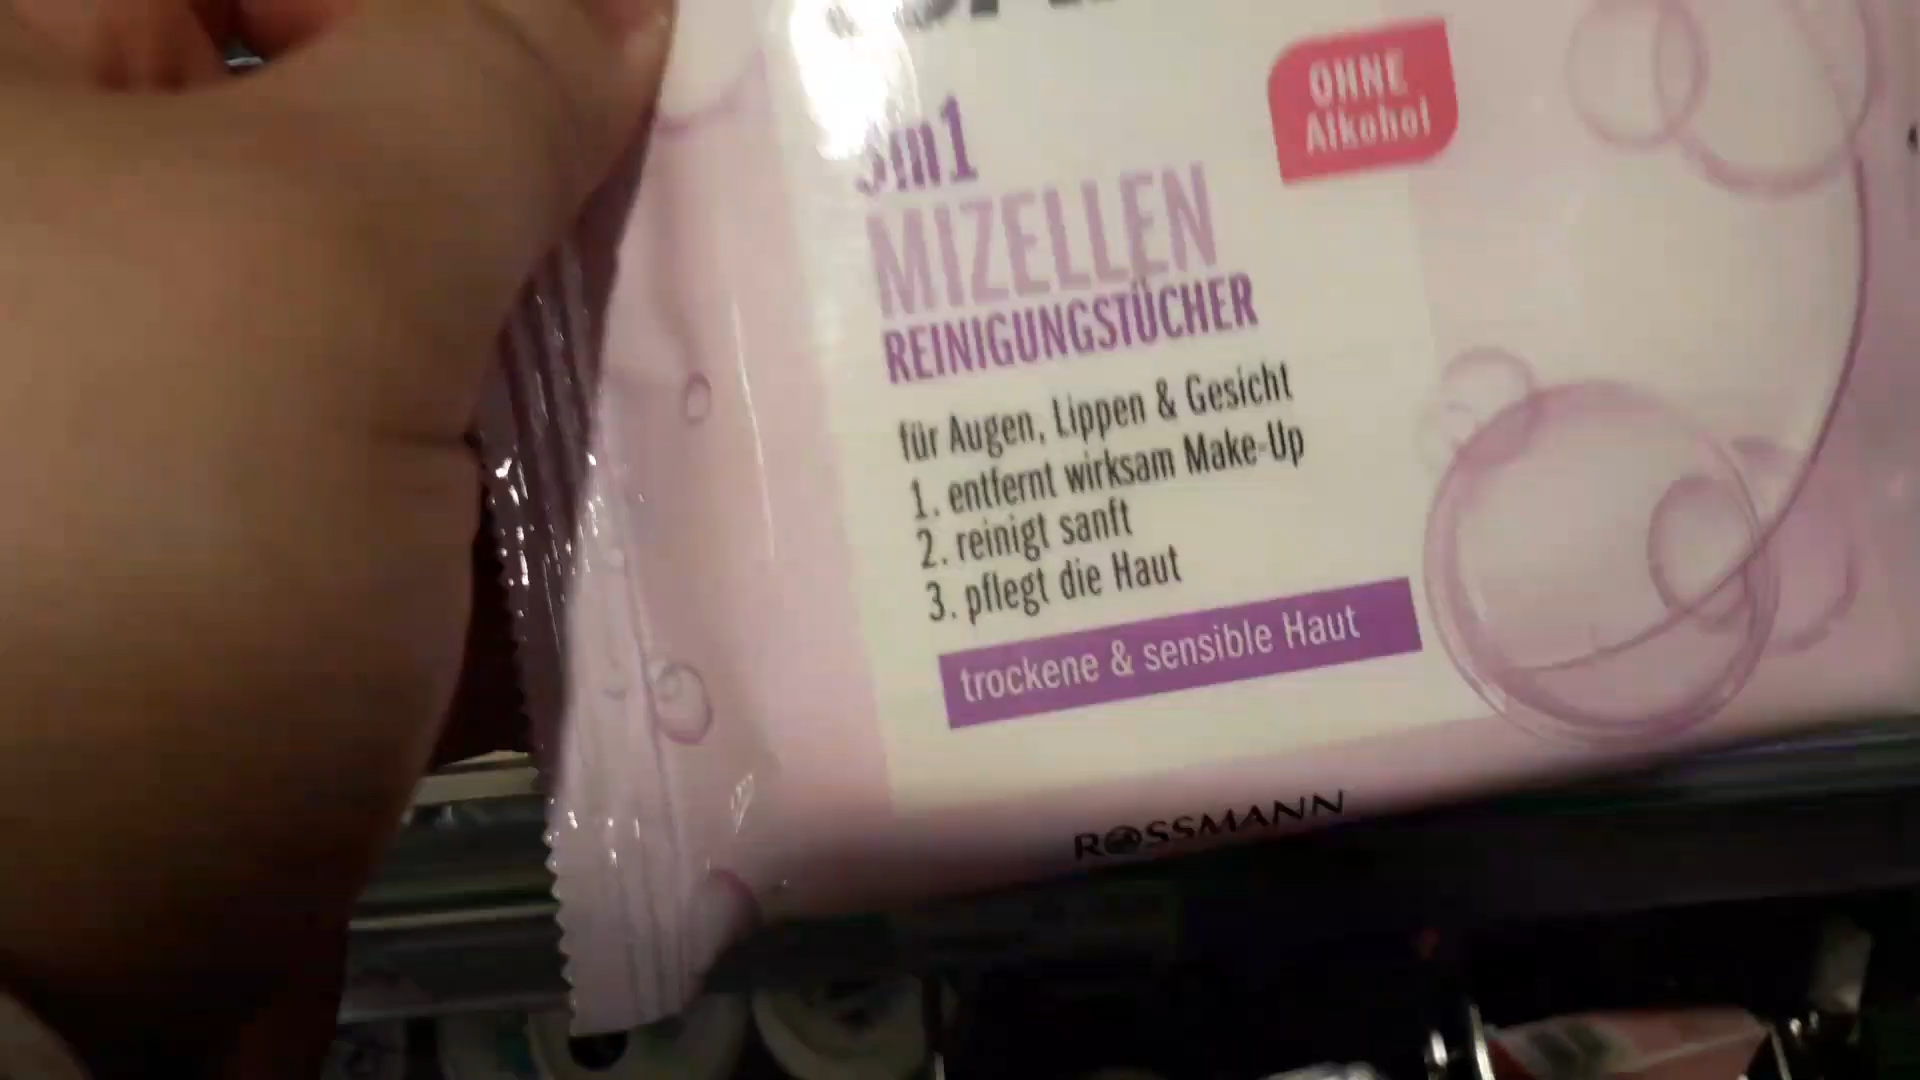 OHNE
Alkohol
3in1
MIZELLEN
REINIGUNGSTÜCHER
für Augen, Lippen & Gesicht
1. entfernt wirksam Make-Up
2. reinigt sanft
3. pflegt die Haut
trockene & sensible Haut
ROSSMANN